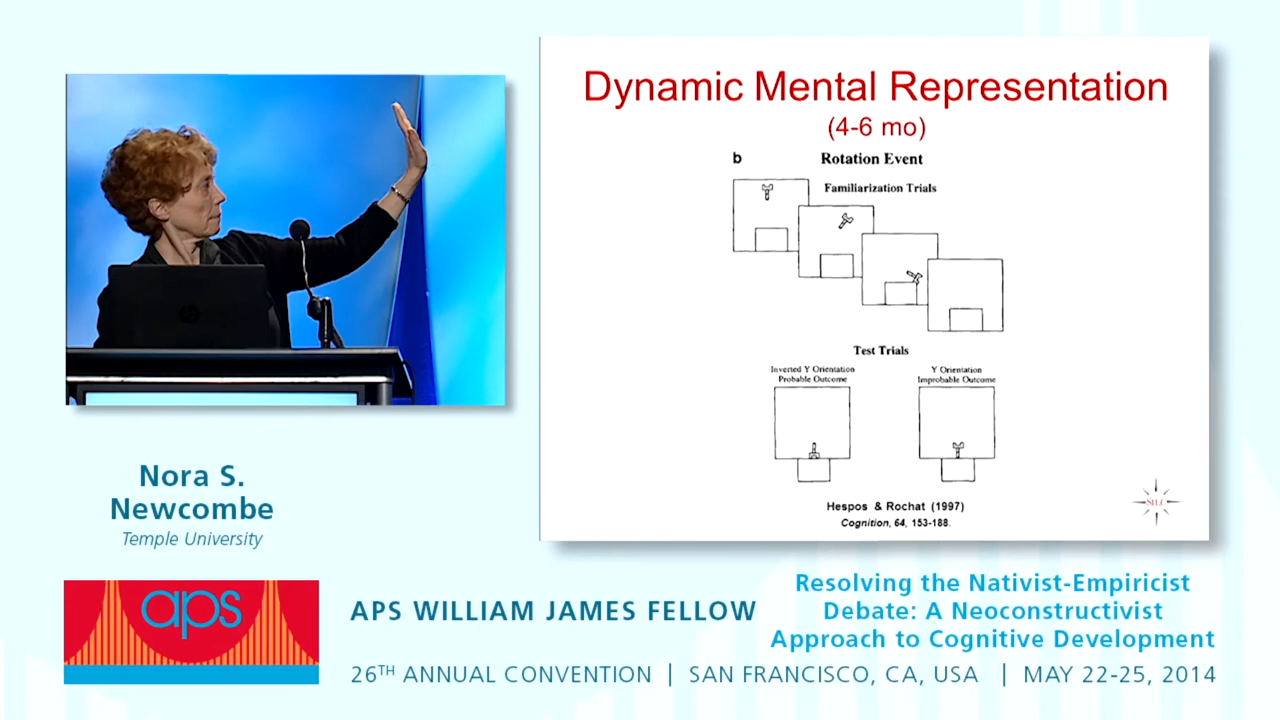 Dynamic Mental Representation
(4-6 mo)
b Rotation Event
Familiarization Trials
Test Trials
Inverted Y Orientation
Probable Outcome
Y Orientation
Improbable Outcome
Hespos & Rochat (1997)
Cognition, 64, 153-188.
SILC
Nora S.
Newcombe
Temple University
aps
APS WILLIAM JAMES FELLOW
Resolving the Nativist-Empiricist
Debate: A Neoconstructivist
Approach to Cognitive Development
26TH ANNUAL CONVENTION | SAN FRANCISCO, CA, USA | MAY 22-25, 2014